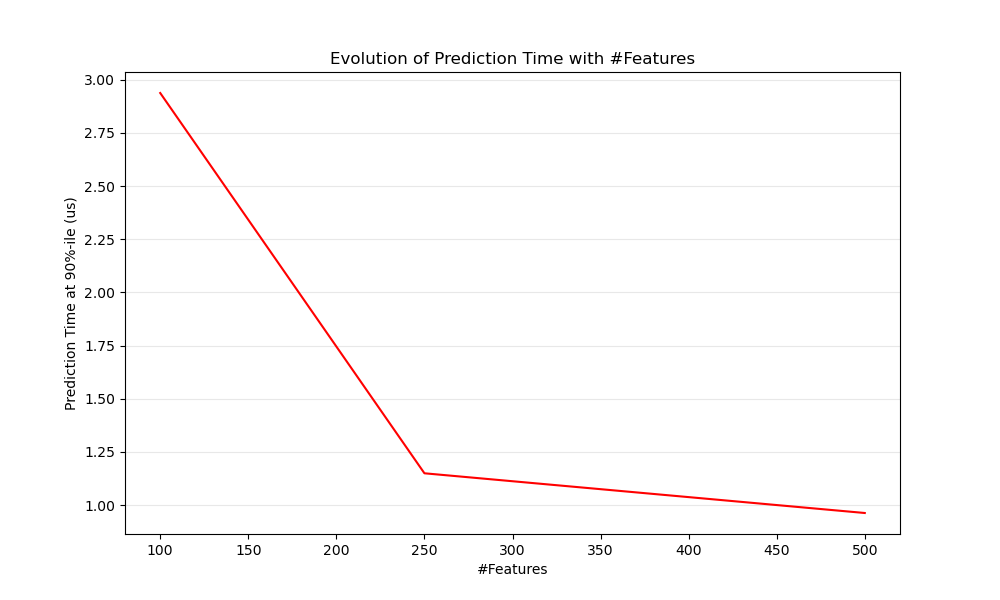 Evolution of Prediction Time with #Features
Prediction Time at 90%-ile (us)
3.00
2.75
2.50
2.25
2.00
1.75
1.50
1.25
1.00
100 150 200 250 300 350 400 450 500
#Features